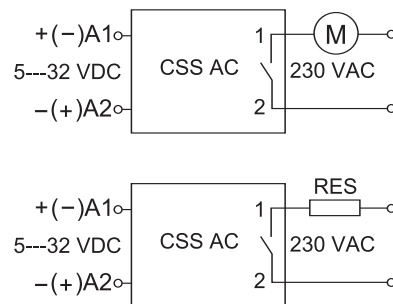 +(−)A1 1 M
5---32 VDC CSS AC 230 VAC
−(+)A2 2
RES
+(−)A1 1
5---32 VDC CSS AC 230 VAC
−(+)A2 2